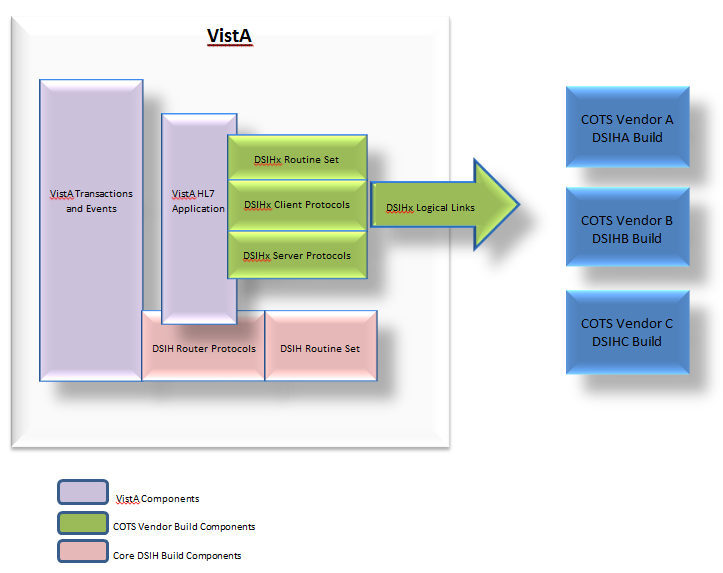 VistA
VistA Transactions
and Events
VistA HL7
Application
DSIHx Routine Set
DSIHx Client Protocols
DSIHx Server Protocols
DSIHx Logical Links
DSIH Router Protocols
DSIH Routine Set
COTS Vendor A
DSIHA Build
COTS Vendor B
DSIHB Build
COTS Vendor C
DSIHC Build
VistA Components
COTS Vendor Build Components
Core DSIH Build Components